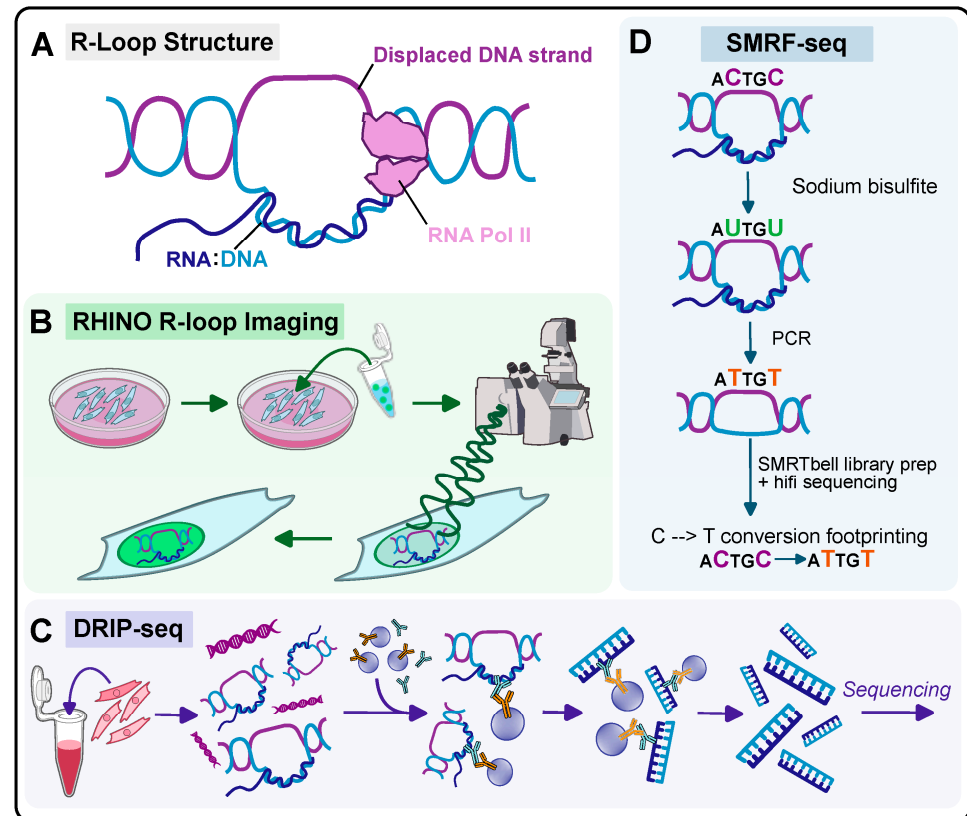 A R-Loop Structure
Displaced DNA strand
RNA Pol II
RNA:DNA
B RHINO R-loop Imaging
C DRIP-seq
Sequencing
D SMRF-seq
ACTGC
Sodium bisulfite
AUTGU
PCR
ATTGT
SMRTbell library prep
+ hifi sequencing
C --> T conversion footprinting
ACTGC ATTGT